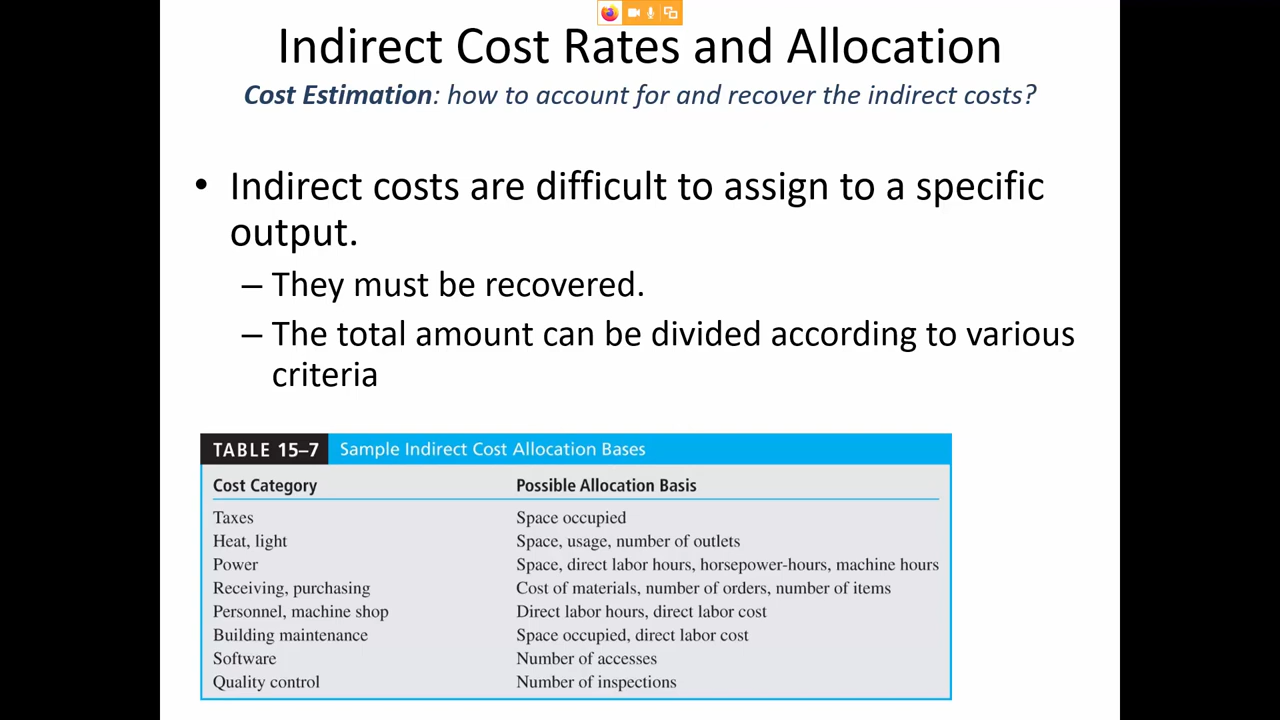 Indirect Cost Rates and Allocation
Cost Estimation: how to account for and recover the indirect costs?
• Indirect costs are difficult to assign to a specific
output.
– They must be recovered.
– The total amount can be divided according to various
criteria
TABLE 15–7 Sample Indirect Cost Allocation Bases
Cost Category Possible Allocation Basis
Taxes Space occupied
Heat, light Space, usage, number of outlets
Power Space, direct labor hours, horsepower-hours, machine hours
Receiving, purchasing Cost of materials, number of orders, number of items
Personnel, machine shop Direct labor hours, direct labor cost
Building maintenance Space occupied, direct labor cost
Software Number of accesses
Quality control Number of inspections